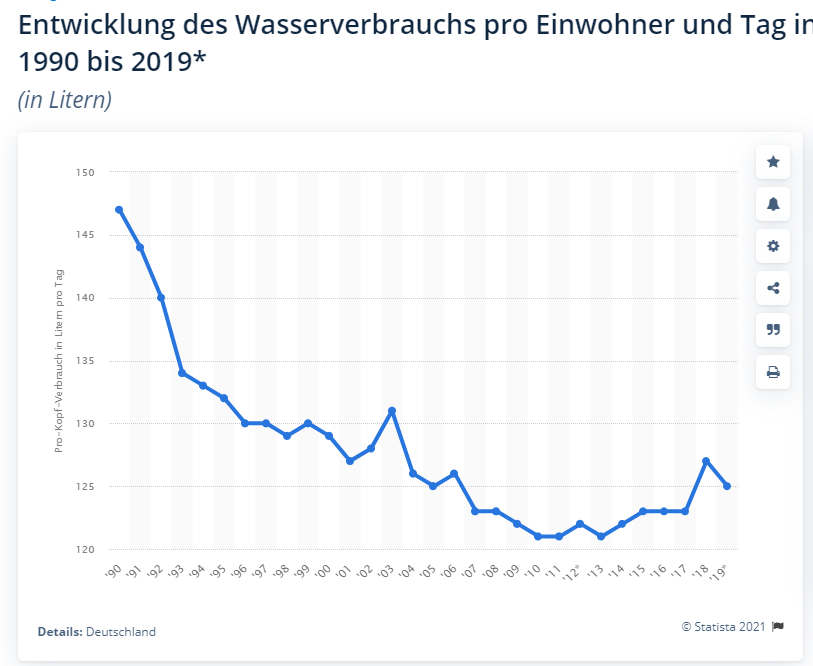 Entwicklung des Wasserverbrauchs pro Einwohner und Tag in
1990 bis 2019*
(in Litern)
150
145
140
135
130
125
120
Pro-Kopf-Verbrauch in Litern pro Tag
'90 '91 '92 '93 '94 '95 '96 '97 '98 '99 '00 '01 '02 '03 '04 '05 '06 '07 '08 '09 '10 '11 '12* '13 '14 '15 '16 '17 '18 '19*
Details: Deutschland
© Statista 2021